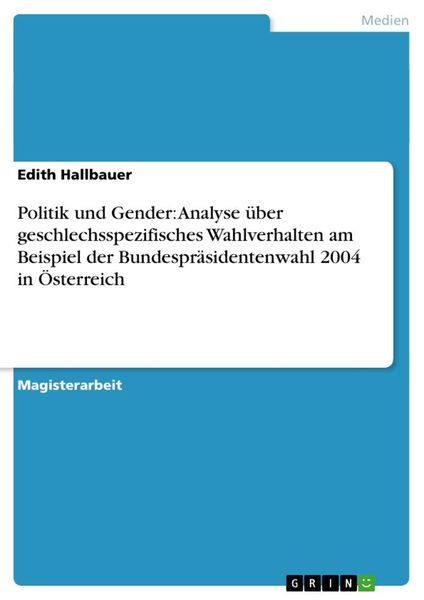 Medien
Edith Hallbauer
Politik und Gender: Analyse über
geschlechsspezifisches Wahlverhalten am
Beispiel der Bundespräsidentenwahl 2004
in Österreich
Magisterarbeit
GRIN